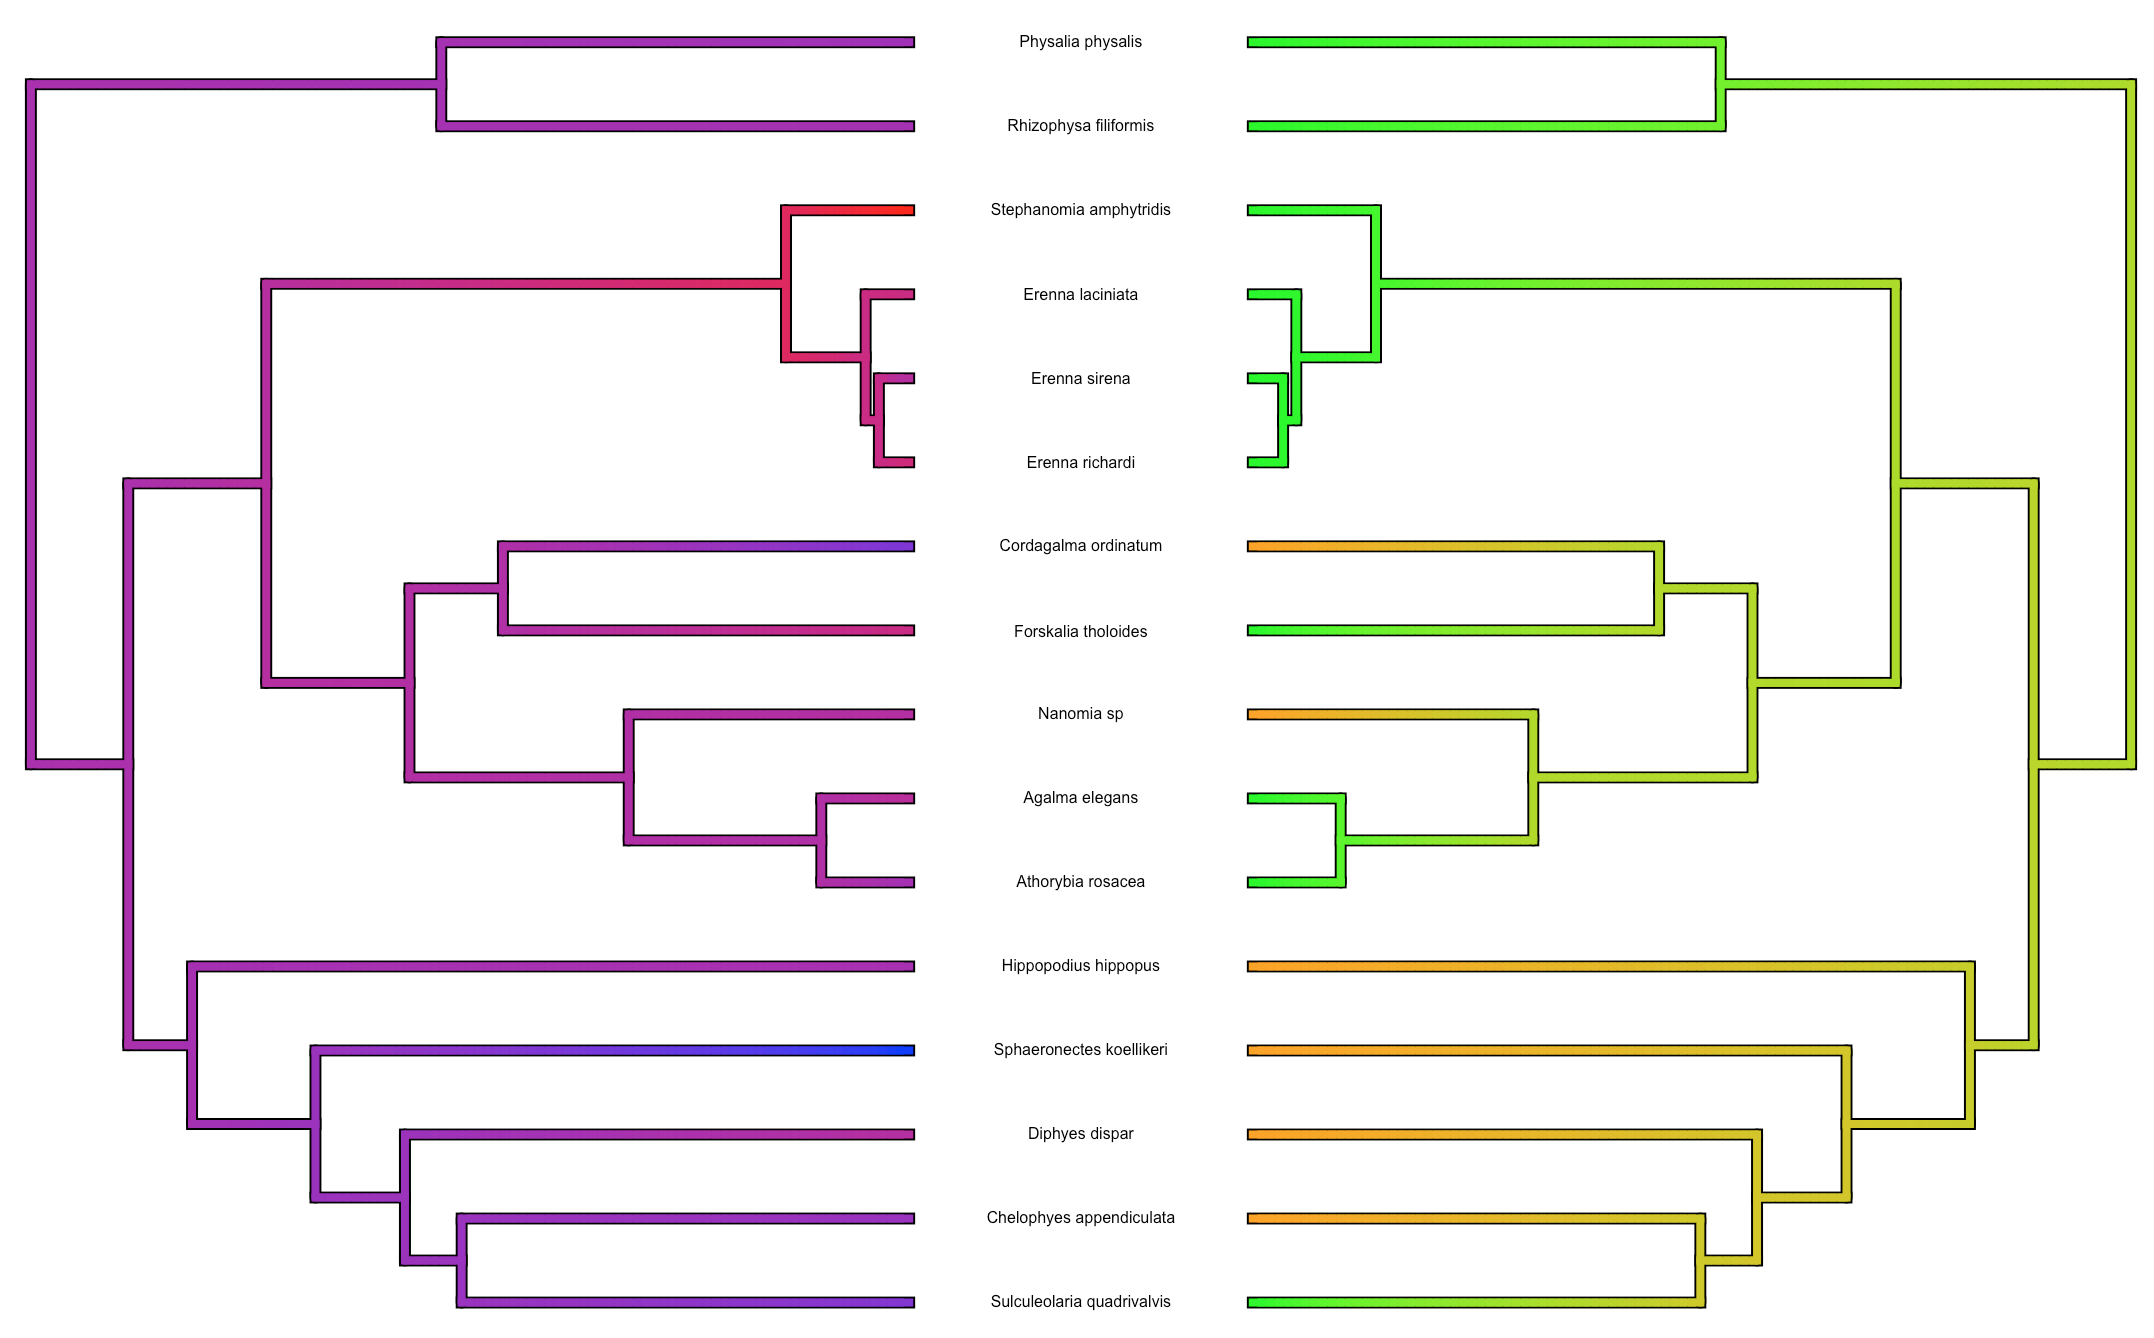 Physalia physalis
Rhizophysa filiformis
Stephanomia amphytridis
Erenna laciniata
Erenna sirena
Erenna richardi
Cordagalma ordinatum
Forskalia tholoides
Nanomia sp
Agalma elegans
Athorybia rosacea
Hippopodius hippopus
Sphaeronectes koellikeri
Diphyes dispar
Chelophyes appendiculata
Sulculeolaria quadrivalvis